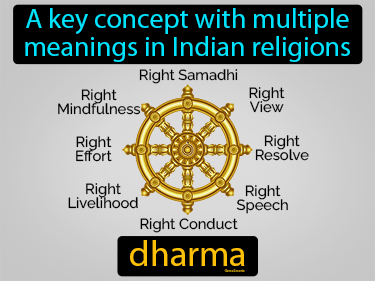 A key concept with multiple
meanings in Indian religions
Right Samadhi
Right
View
Right
Resolve
Right
Speech
Right Conduct
Right
Livelihood
Right
Effort
Right
Mindfulness
dharma